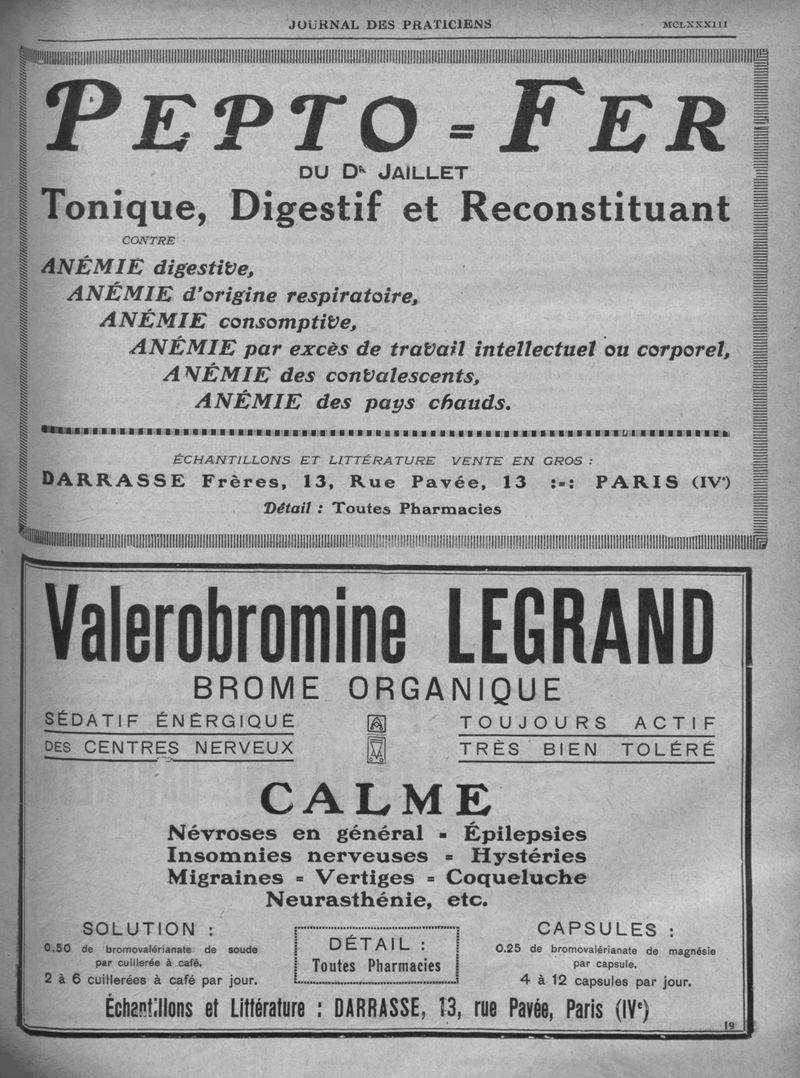 JOURNAL DES PRATICIENS
MCLXXXIII
PEPTO = FER
DU Dr JAILLET
Tonique, Digestif et Reconstituant
CONTRE
ANÉMIE digestive,
ANÉMIE d'origine respiratoire,
ANÉMIE consomptive,
ANÉMIE par excès de travail intellectuel ou corporel,
ANÉMIE des convalescents,
ANÉMIE des pays chauds.
ÉCHANTILLONS ET LITTÉRATURE VENTE EN GROS :
DARRASSE Frères, 13, Rue Pavée, 13 :=: PARIS (IVe)
Détail : Toutes Pharmacies
Valerobromine LEGRAND
BROME ORGANIQUE
SÉDATIF ÉNERGIQUE
DES CENTRES NERVEUX
TOUJOURS ACTIF
TRÈS BIEN TOLÉRÉ
CALME
Névroses en général = Épilepsies
Insomnies nerveuses = Hystéries
Migraines = Vertiges = Coqueluche
Neurasthénie, etc.
SOLUTION :
0.50 de bromovalérianate de soude
par cuillerée à café.
2 à 6 cuillerées à café par jour.
DÉTAIL :
Toutes Pharmacies
CAPSULES :
0.25 de bromovalérianate de magnésie
par capsule.
4 à 12 capsules par jour.
Échantillons et Littérature : DARRASSE, 13, rue Pavée, Paris (IVe)
19